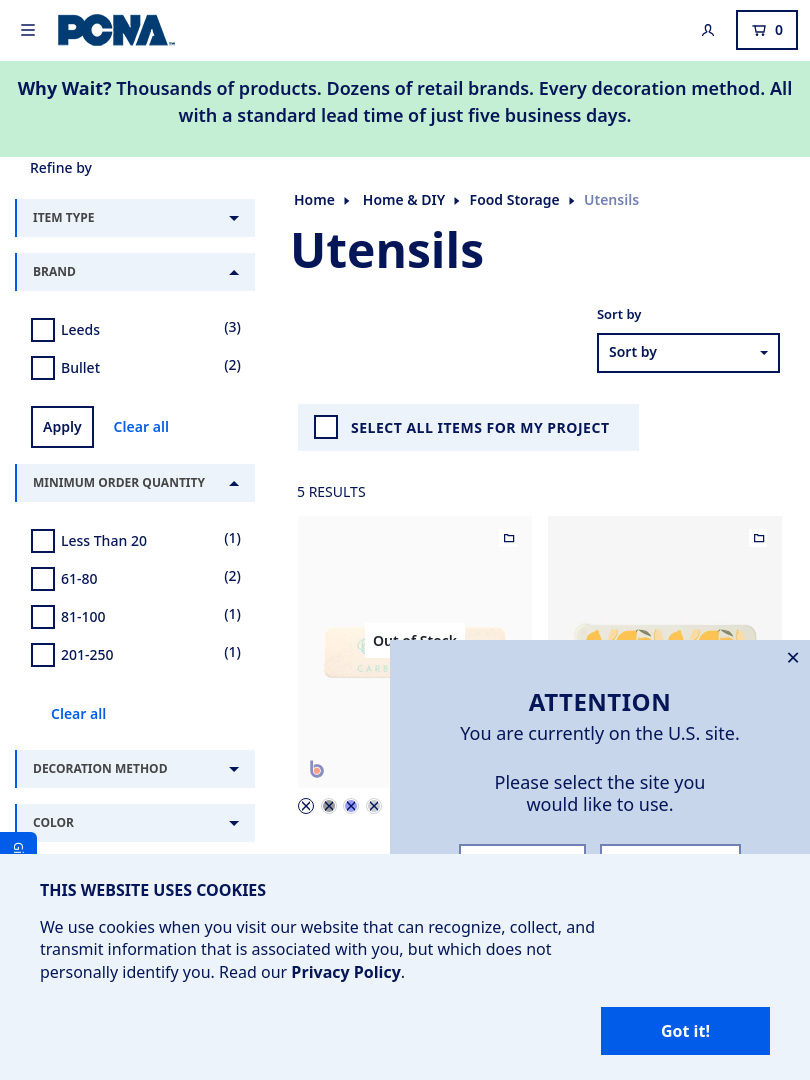 PCNA
0
Why Wait? Thousands of products. Dozens of retail brands. Every decoration method. All
with a standard lead time of just five business days.
Refine by
ITEM TYPE
BRAND
Leeds (3)
Bullet (2)
Apply Clear all
MINIMUM ORDER QUANTITY
Less Than 20 (1)
61-80 (2)
81-100 (1)
201-250 (1)
Clear all
DECORATION METHOD
COLOR
Home Home & DIY Food Storage Utensils
Utensils
Sort by
Sort by
SELECT ALL ITEMS FOR MY PROJECT
5 RESULTS
Out of Stock
ATTENTION
You are currently on the U.S. site.
Please select the site you
would like to use.
THIS WEBSITE USES COOKIES
We use cookies when you visit our website that can recognize, collect, and
transmit information that is associated with you, but which does not
personally identify you. Read our Privacy Policy.
Got it!